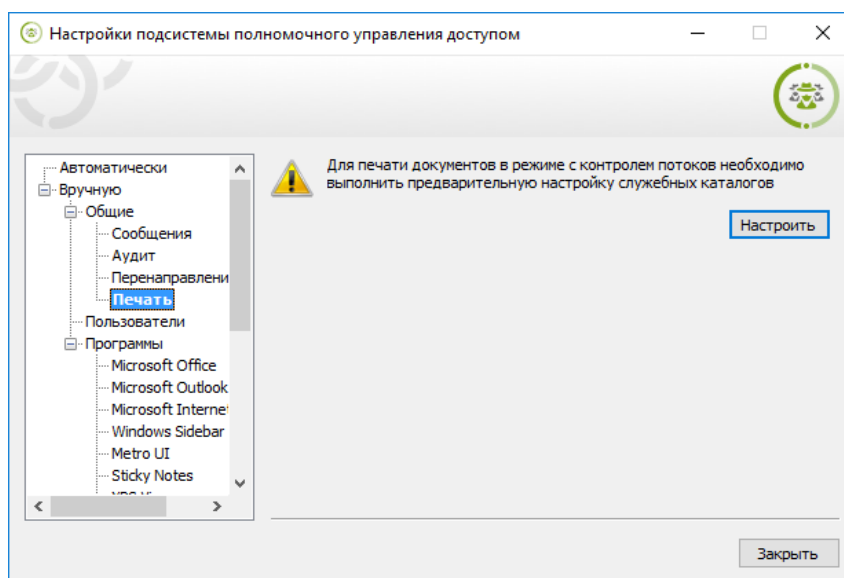 Настройки подсистемы полномочного управления доступом
Автоматически
Вручную
Общие
Сообщения
Аудит
Перенаправлени
Печать
Пользователи
Программы
Microsoft Office
Microsoft Outlook
Microsoft Interne
Windows Sidebar
Metro UI
Sticky Notes
Для печати документов в режиме с контролем потоков необходимо
выполнить предварительную настройку служебных каталогов
Настроить
Закрыть